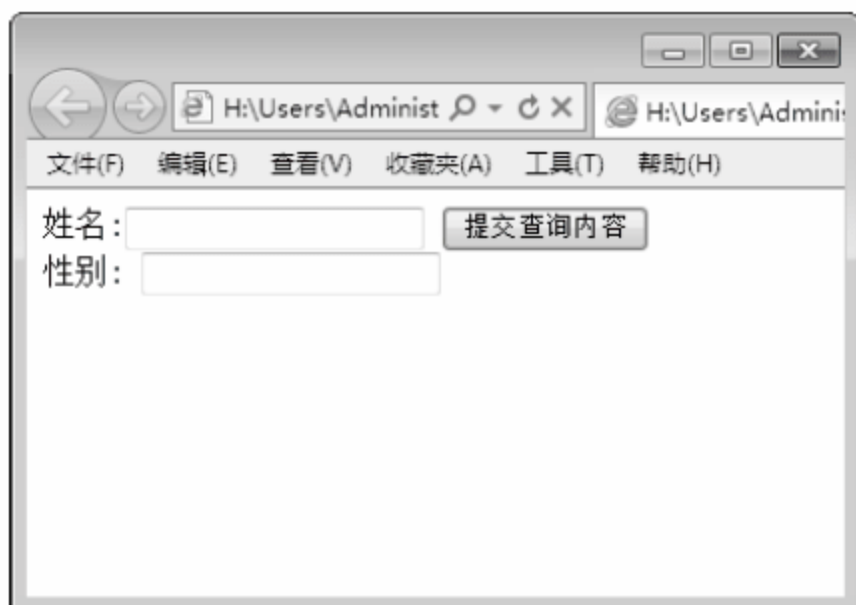 H:\Users\Administ
H:\Users\Admini
文件(F) 编辑(E) 查看(V) 收藏夹(A) 工具(T) 帮助(H)
姓名: 提交查询内容
性别: